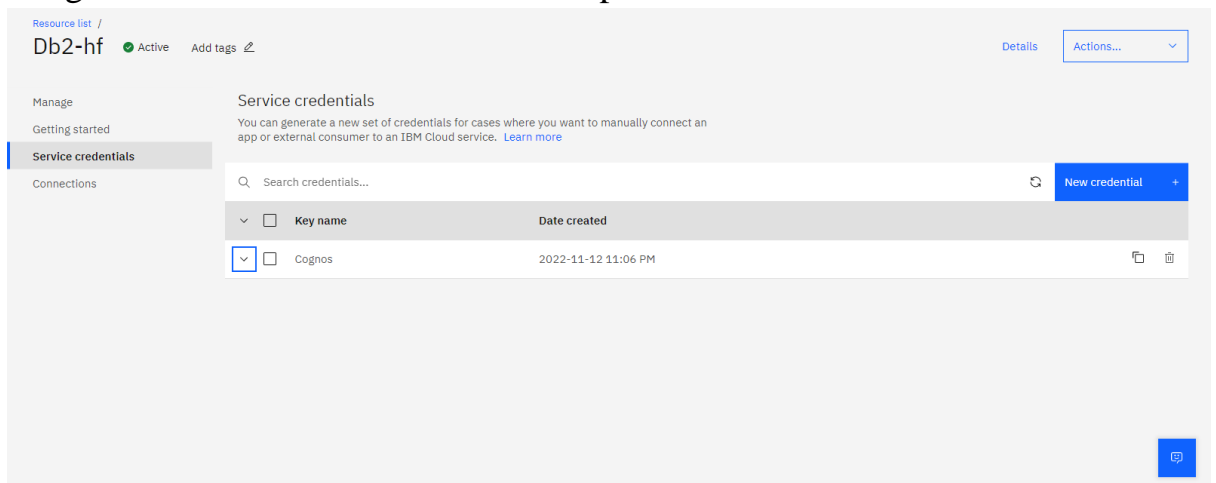 Resource list /
Db2-hf Active Add tags
Details Actions...
Manage
Getting started
Service credentials
Connections
Service credentials
You can generate a new set of credentials for cases where you want to manually connect an
app or external consumer to an IBM Cloud service. Learn more
Search credentials...
New credential +
Key name Date created
Cognos 2022-11-12 11:06 PM